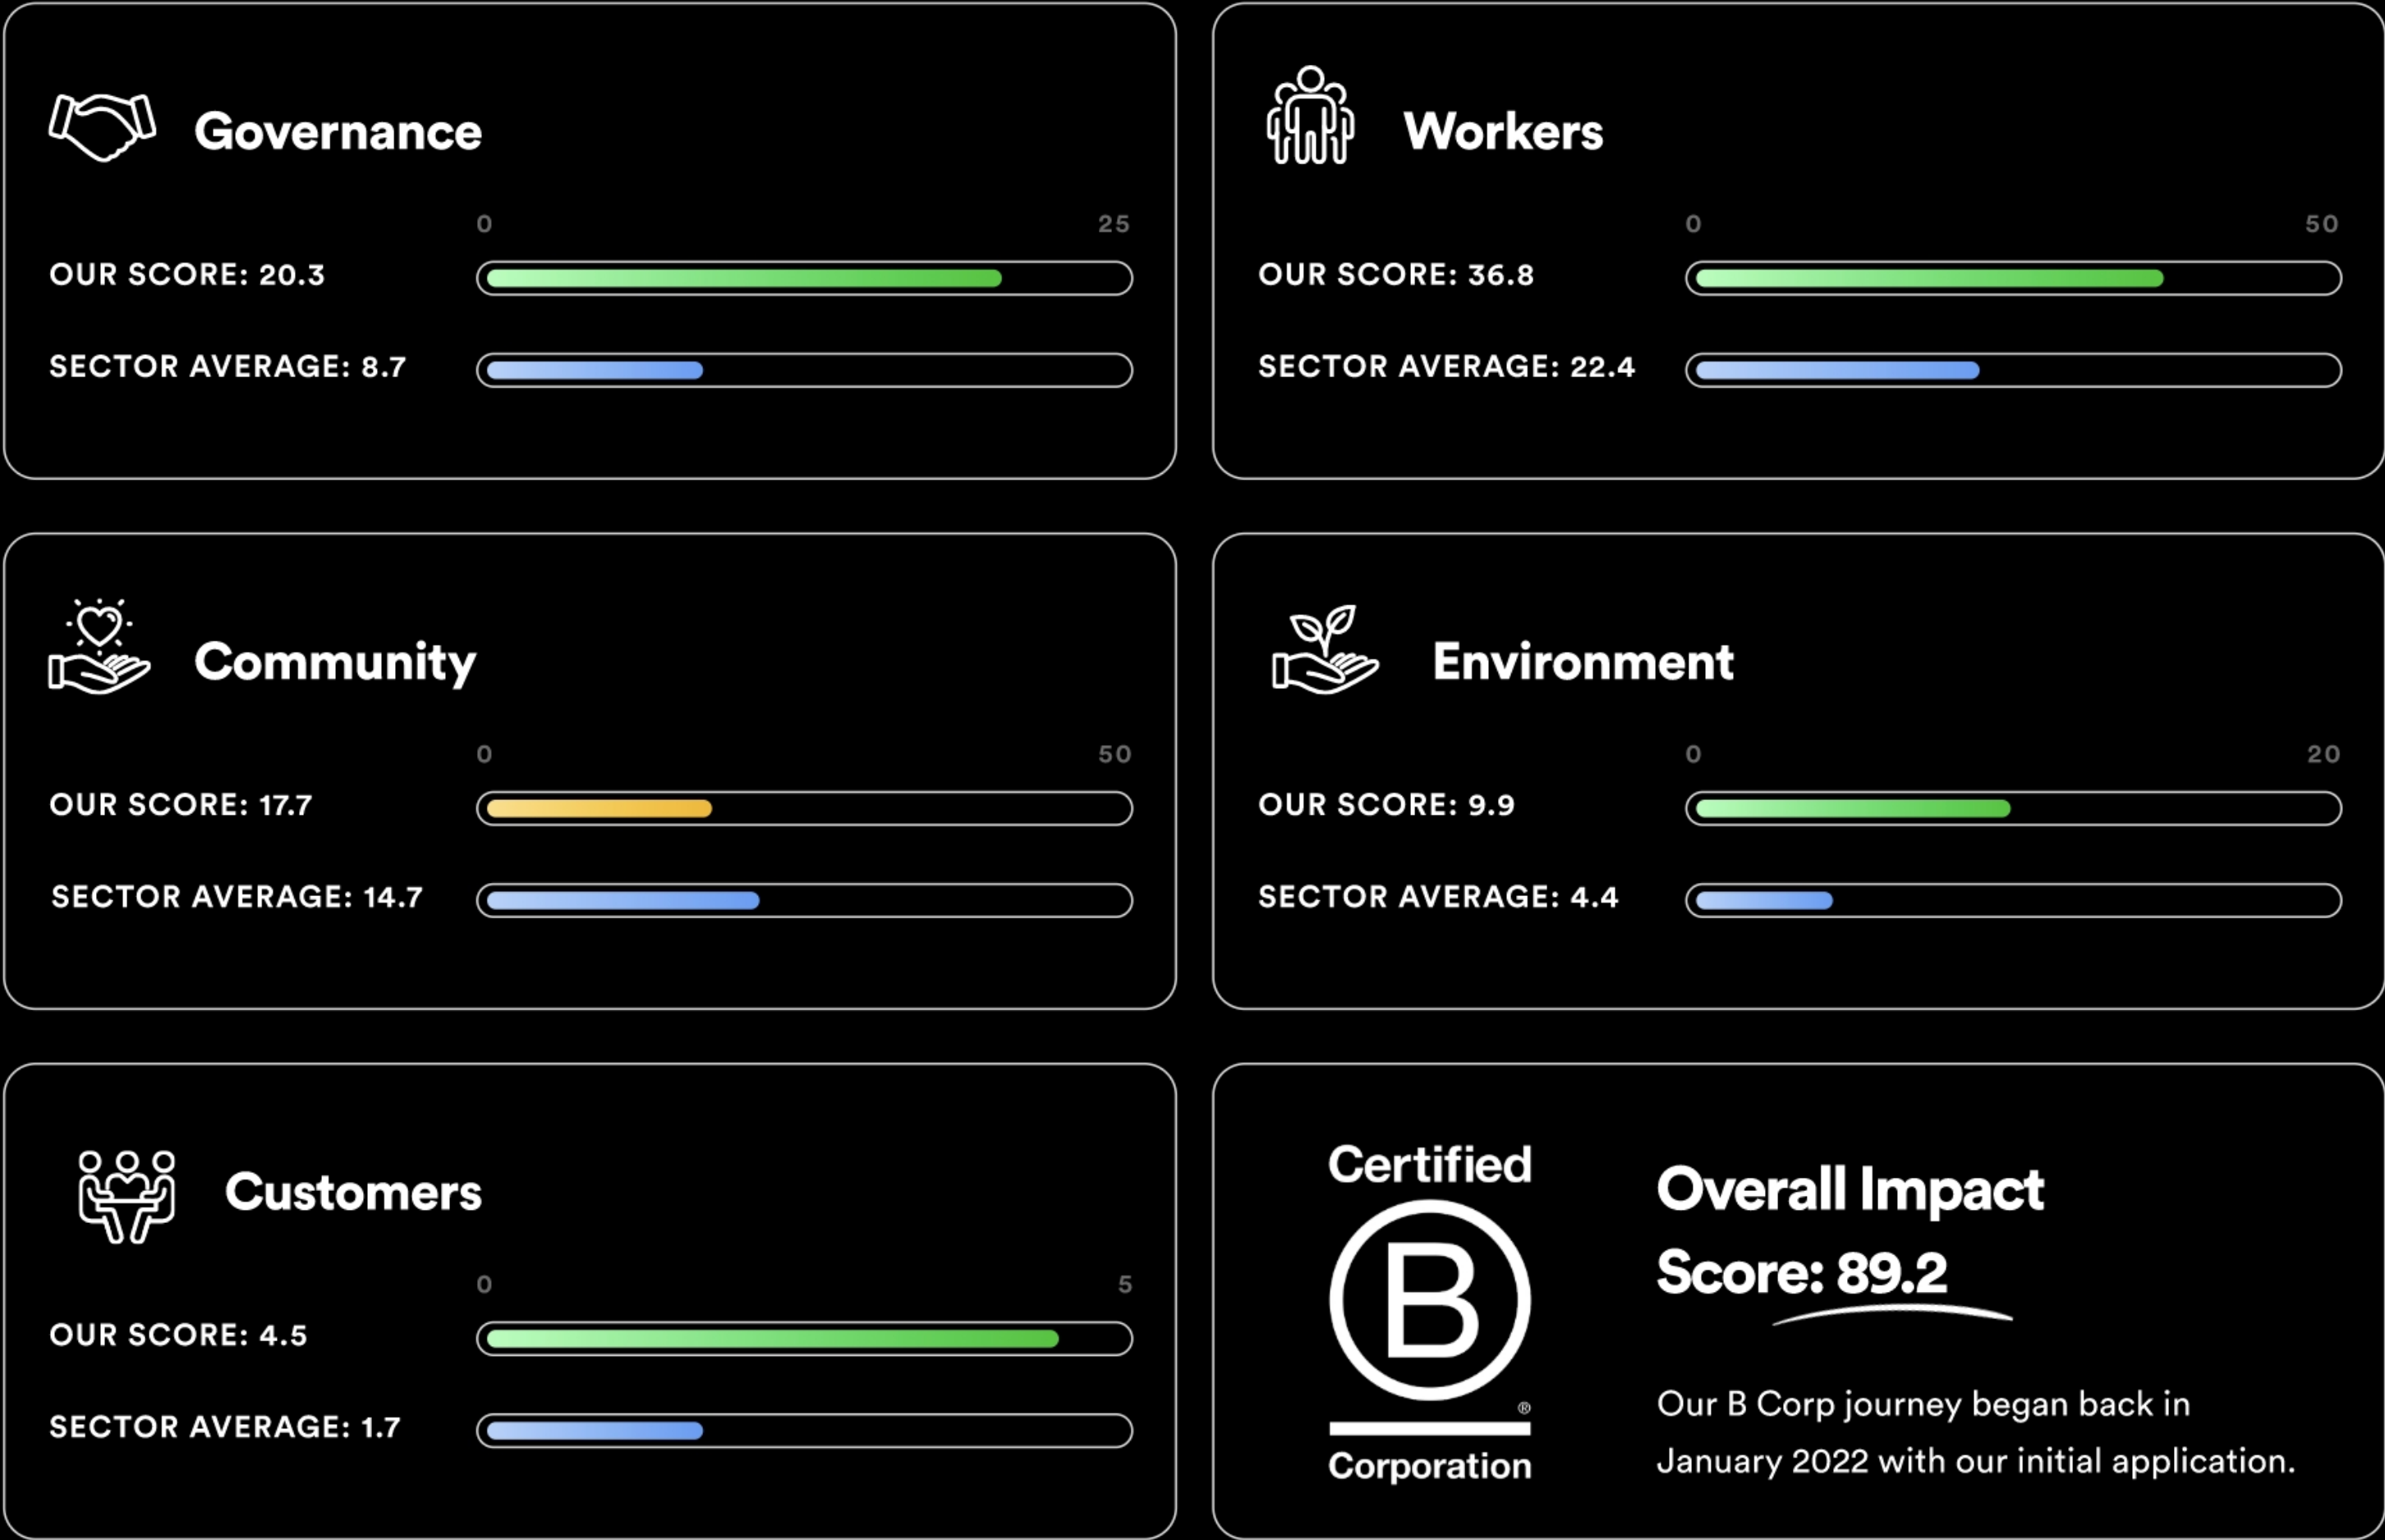 Governance
0 25
OUR SCORE: 20.3
SECTOR AVERAGE: 8.7
Workers
0 50
OUR SCORE: 36.8
SECTOR AVERAGE: 22.4
Community
0 50
OUR SCORE: 17.7
SECTOR AVERAGE: 14.7
Environment
0 20
OUR SCORE: 9.9
SECTOR AVERAGE: 4.4
Customers
0 5
OUR SCORE: 4.5
SECTOR AVERAGE: 1.7
Certified
B
®
Corporation
Overall Impact
Score: 89.2
Our B Corp journey began back in
January 2022 with our initial application.